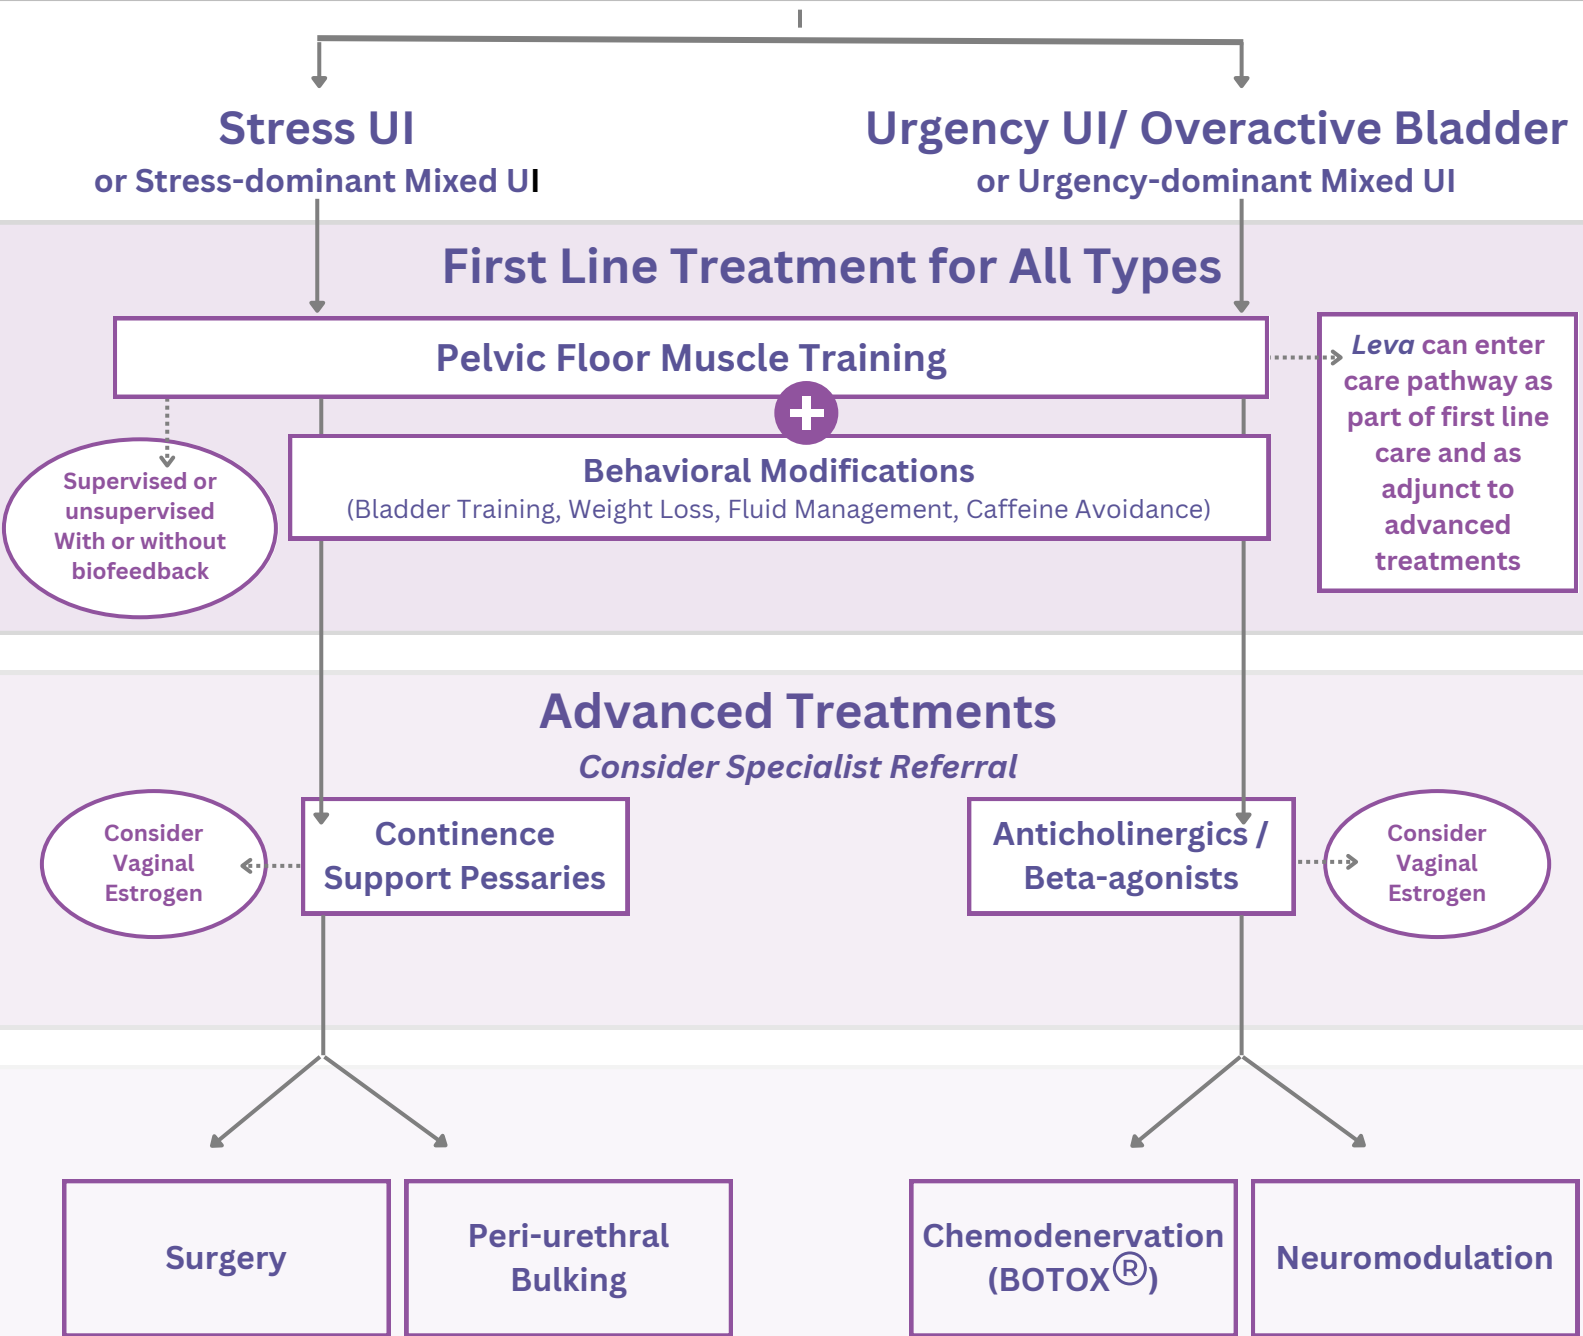 Stress UI
or Stress-dominant Mixed UI
Urgency UI/ Overactive Bladder
or Urgency-dominant Mixed UI
First Line Treatment for All Types
Pelvic Floor Muscle Training
Leva can enter
care pathway as
part of first line
care and as
adjunct to
advanced
treatments
Supervised or
unsupervised
With or without
biofeedback
Behavioral Modifications
(Bladder Training, Weight Loss, Fluid Management, Caffeine Avoidance)
Advanced Treatments
Consider Specialist Referral
Consider
Vaginal
Estrogen
Continence
Support Pessaries
Anticholinergics /
Beta-agonists
Consider
Vaginal
Estrogen
Surgery
Peri-urethral
Bulking
Chemodenervation
(BOTOX®)
Neuromodulation